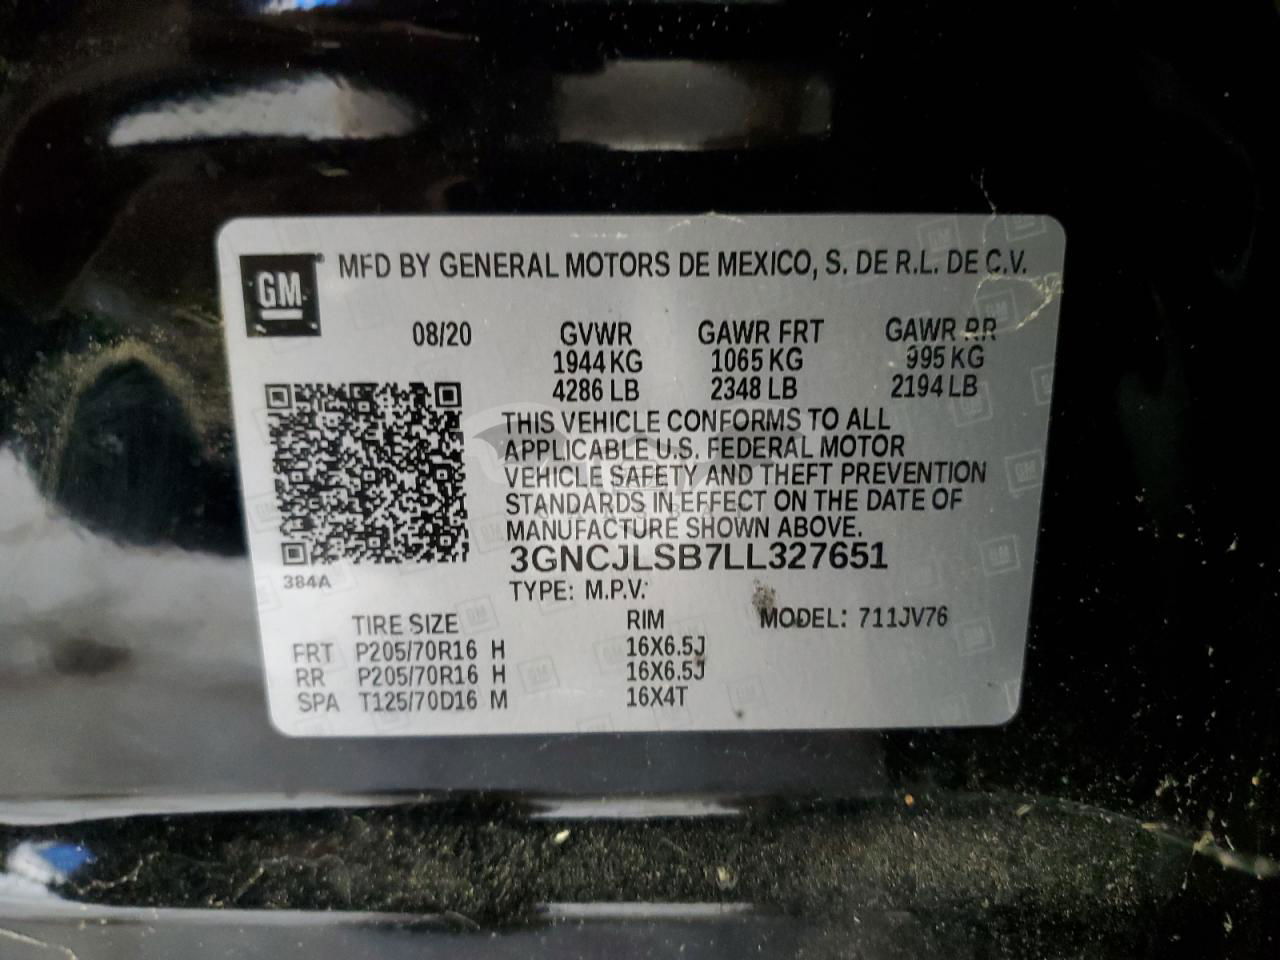 GM
MFD BY GENERAL MOTORS DE MEXICO, S. DE R.L. DE C.V.
08/20 GVWR GAWR FRT GAWR RR
1944 KG 1065 KG 995 KG
4286 LB 2348 LB 2194 LB
THIS VEHICLE CONFORMS TO ALL
APPLICABLE U.S. FEDERAL MOTOR
VEHICLE SAFETY AND THEFT PREVENTION
STANDARDS IN EFFECT ON THE DATE OF
MANUFACTURE SHOWN ABOVE.
3GNCJLSB7LL327651
384A
TYPE: M.P.V.
TIRE SIZE RIM MODEL: 711JV76
FRT P205/70R16 H 16X6.5J
RR P205/70R16 H 16X6.5J
SPA T125/70D16 M 16X4T